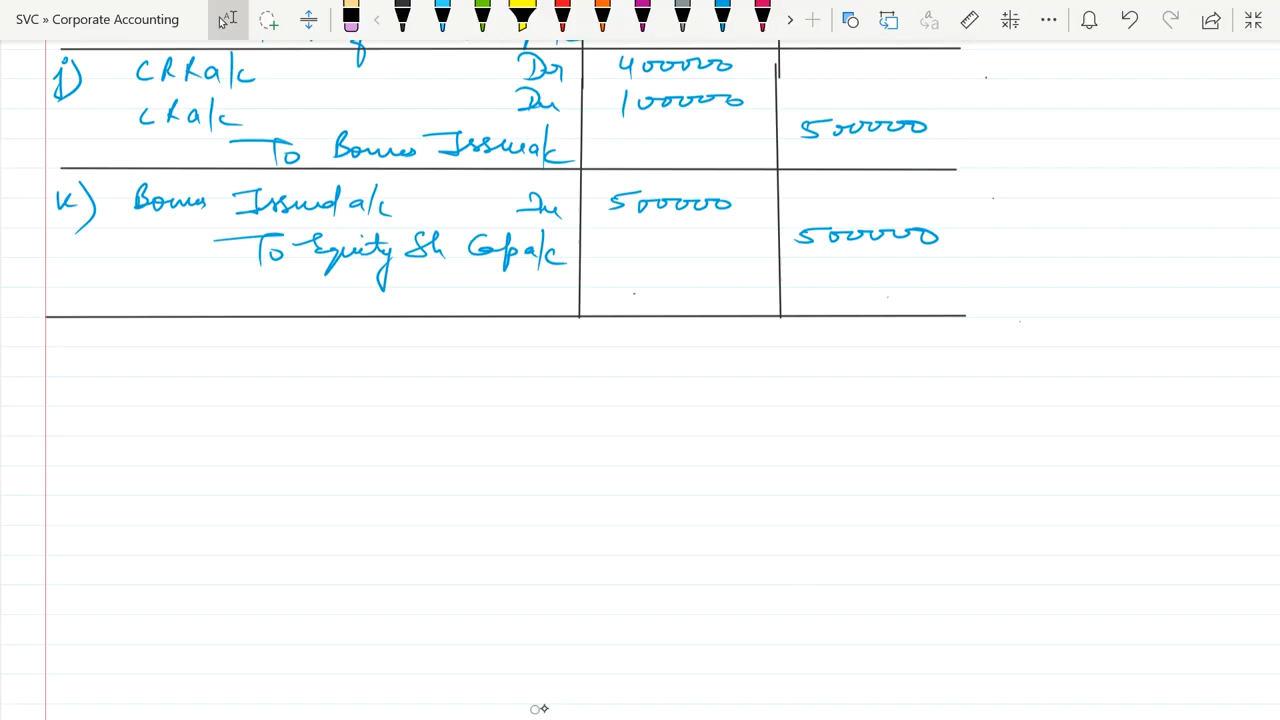 SVC » Corporate Accounting
j) CRR a/c Dr 400000
CR a/c Dr 100000
To Bonus Issue a/c 500000
K) Bonus Issued a/c Dr 500000
To Equity Sh Cap a/c 500000